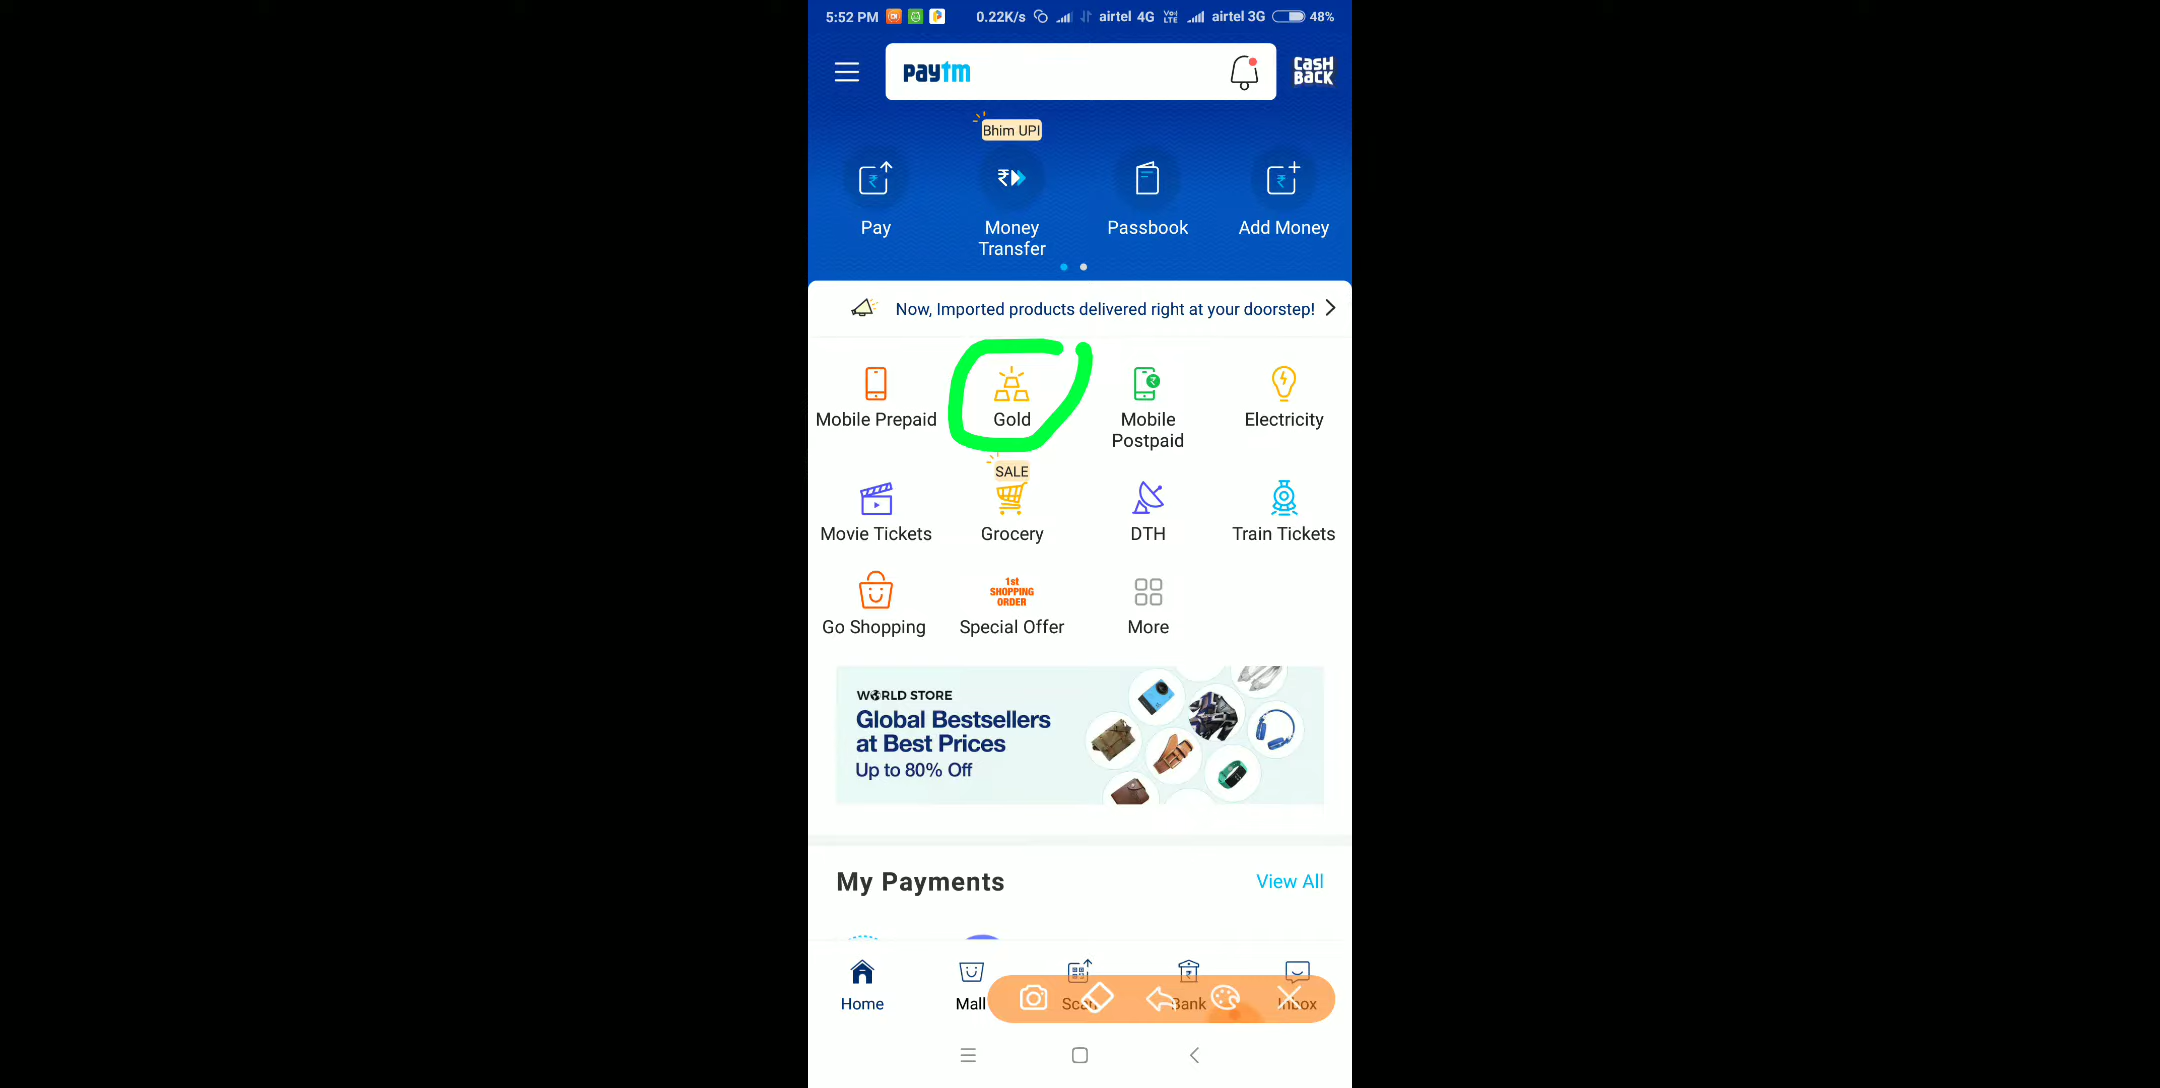 5:52 PM 0.22K/s airtel 4G Vo) LTE airtel 3G 48%
paytm
CASH BACK
Bhim UPI
Pay Money Transfer Passbook Add Money
Now, Imported products delivered right at your doorstep!
Mobile Prepaid Gold Mobile Postpaid Electricity
SALE
Movie Tickets Grocery DTH Train Tickets
1st
SHOPPING
ORDER
Go Shopping Special Offer More
WORLD STORE
Global Bestsellers
at Best Prices
Up to 80% Off
My Payments View All
Home Mall Scan Bank Inbox